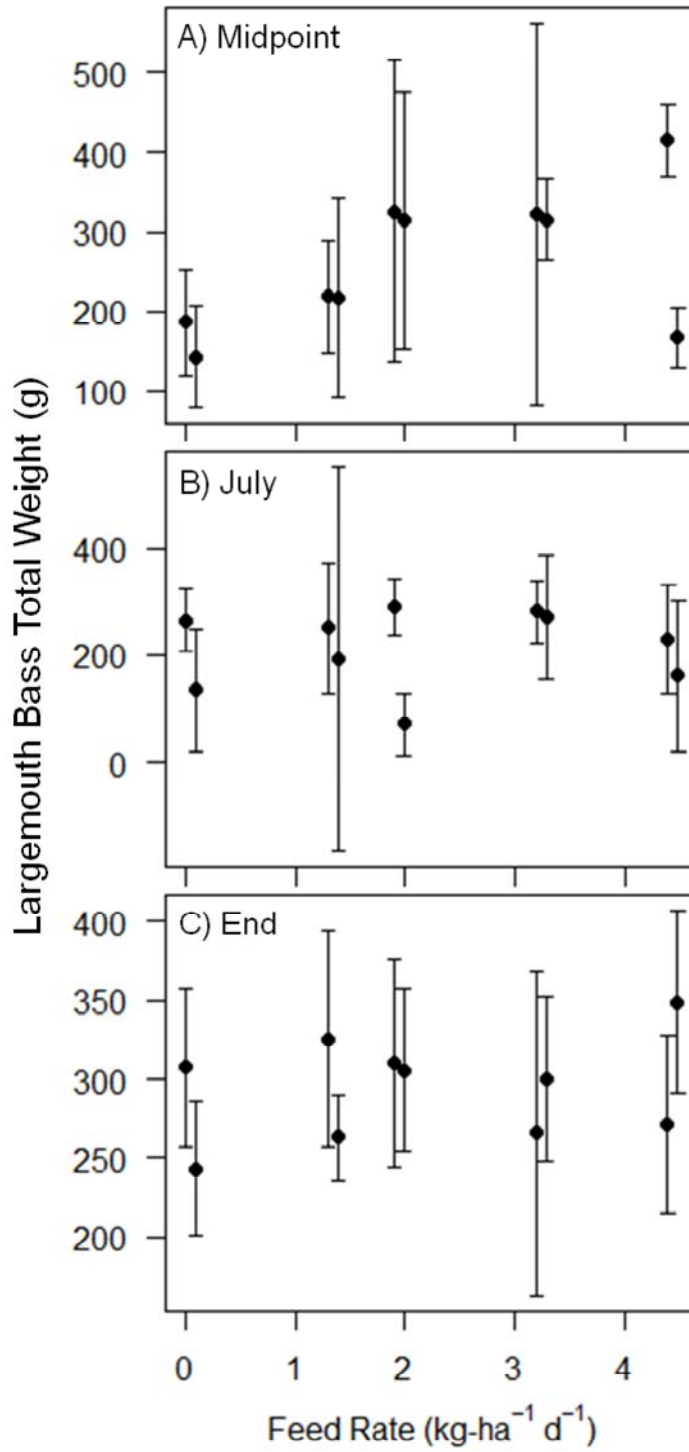 Largemouth Bass Total Weight (g)
A) Midpoint
500
400
300
200
100
B) July
400
200
0
C) End
400
350
300
250
200
0 1 2 3 4
Feed Rate (kg-ha⁻¹ d⁻¹)